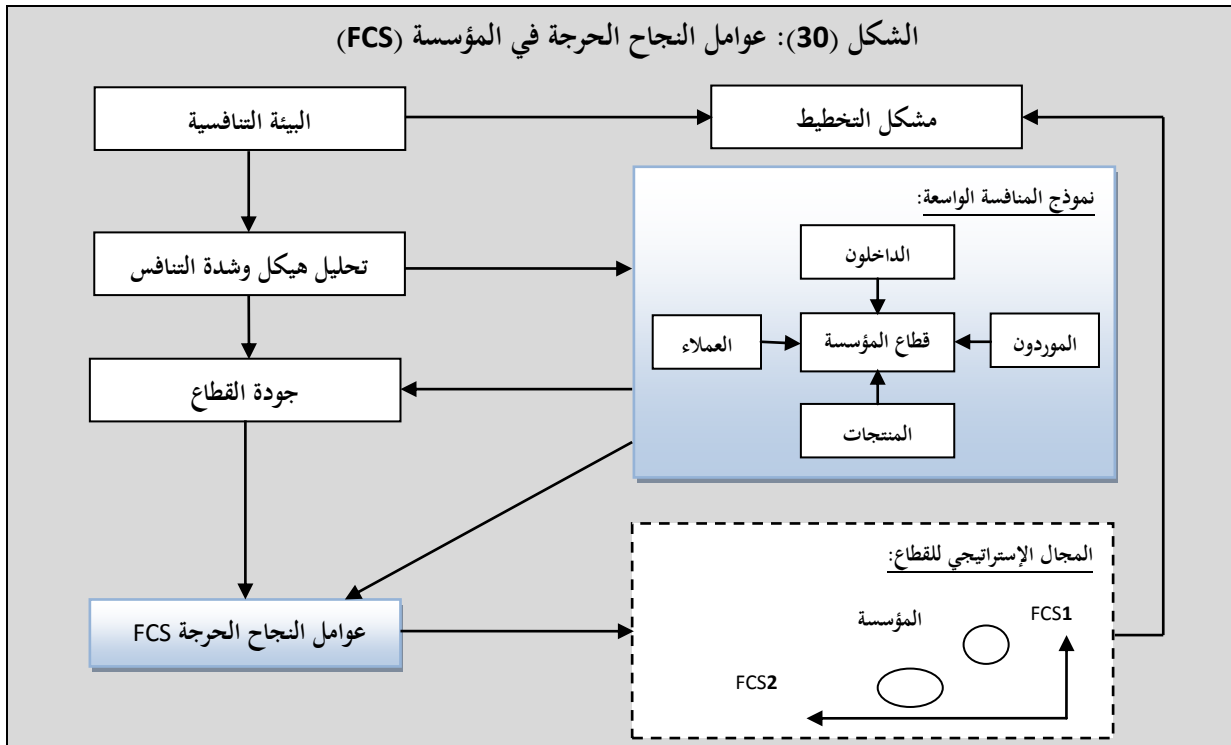 الشكل (30): عوامل النجاح الحرجة في المؤسسة (FCS)
البيئة التنافسية
مشكل التخطيط
نموذج المنافسة الواسعة:
تحليل هيكل وشدة التنافس
الداخلون
الموردون
قطاع المؤسسة
العملاء
جودة القطاع
المنتجات
المجال الإستراتيجي للقطاع:
عوامل النجاح الحرجة FCS
FCS1
المؤسسة
FCS2